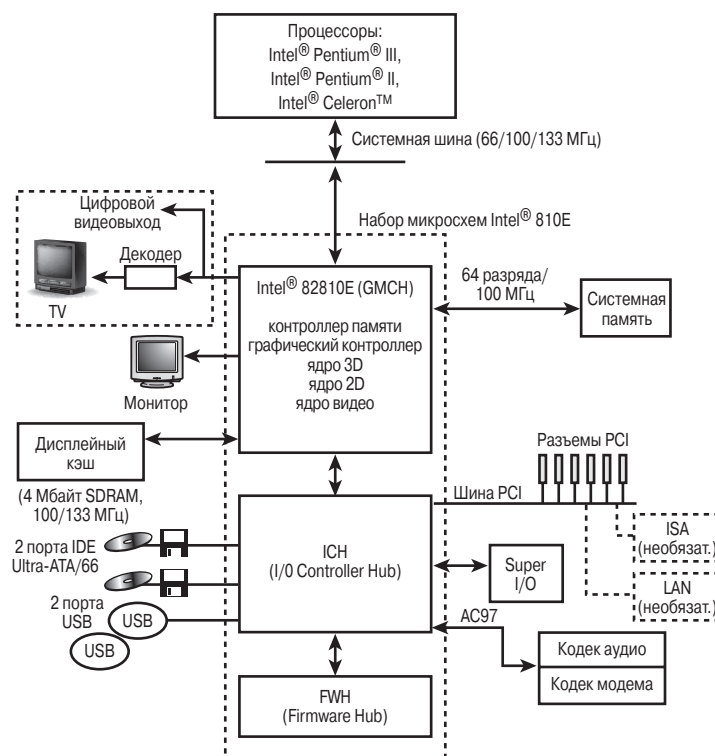 Процессоры:
Intel® Pentium® III,
Intel® Pentium® II,
Intel® Celeron™
Системная шина (66/100/133 МГц)
Цифровой
видеовыход
Набор микросхем Intel® 810E
Декодер
TV
Intel® 82810E (GMCH)
контроллер памяти
графический контроллер
ядро 3D
ядро 2D
ядро видео
64 разряда/
100 МГц
Системная
память
Монитор
Дисплейный
кэш
(4 Мбайт SDRAM,
100/133 МГц)
Разъемы PCI
Шина PCI
ISA
(необязат.)
LAN
(необязат.)
2 порта IDE
Ultra-ATA/66
ICH
(I/0 Controller Hub)
Super
I/O
2 порта
USB
USB
USB
AC97
Кодек аудио
Кодек модема
FWH
(Firmware Hub)